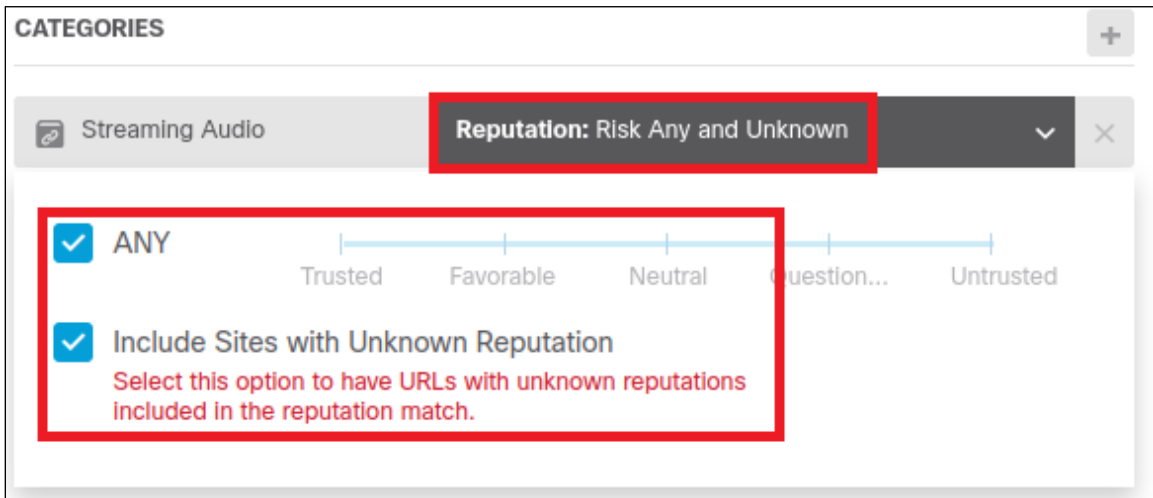 CATEGORIES
Streaming Audio
Reputation: Risk Any and Unknown
ANY
Trusted Favorable Neutral Question... Untrusted
Include Sites with Unknown Reputation
Select this option to have URLs with unknown reputations
included in the reputation match.